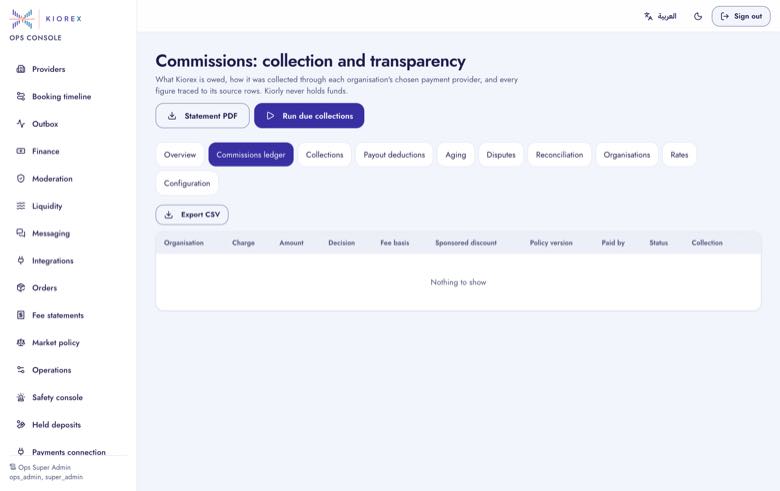 KIOREX
OPS CONSOLE
العربية
Sign out
Providers
Booking timeline
Outbox
Finance
Moderation
Liquidity
Messaging
Integrations
Orders
Fee statements
Market policy
Operations
Safety console
Held deposits
Payments connection
Ops Super Admin
ops_admin, super_admin
Commissions: collection and transparency
What Kiorex is owed, how it was collected through each organisation's chosen payment provider, and every
figure traced to its source rows. Kiorly never holds funds.
Statement PDF
Run due collections
Overview Commissions ledger Collections Payout deductions Aging Disputes Reconciliation Organisations Rates
Configuration
Export CSV
Organisation Charge Amount Decision Fee basis Sponsored discount Policy version Paid by Status Collection
Nothing to show